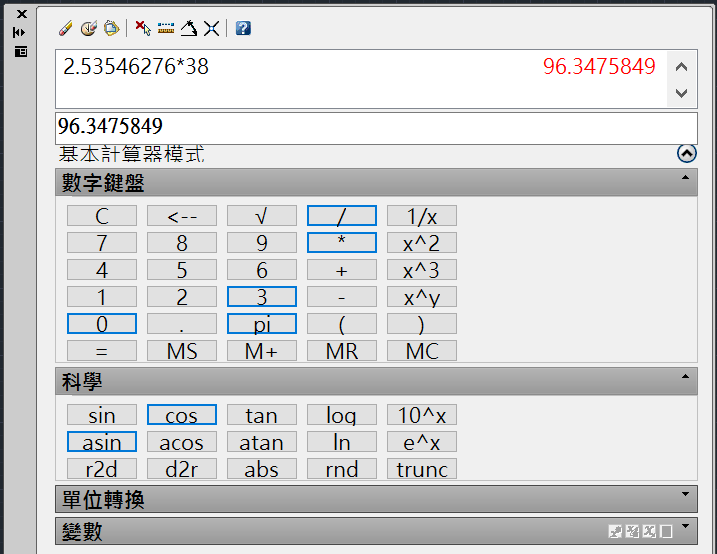 2.53546276*38 96.3475849
96.3475849
基本計算器模式
數字鍵盤
C <-- √ / 1/x
7 8 9 * x^2
4 5 6 + x^3
1 2 3 - x^y
0 . pi ( )
= MS M+ MR MC
科學
sin cos tan log 10^x
asin acos atan ln e^x
r2d d2r abs rnd trunc
單位轉換
變數